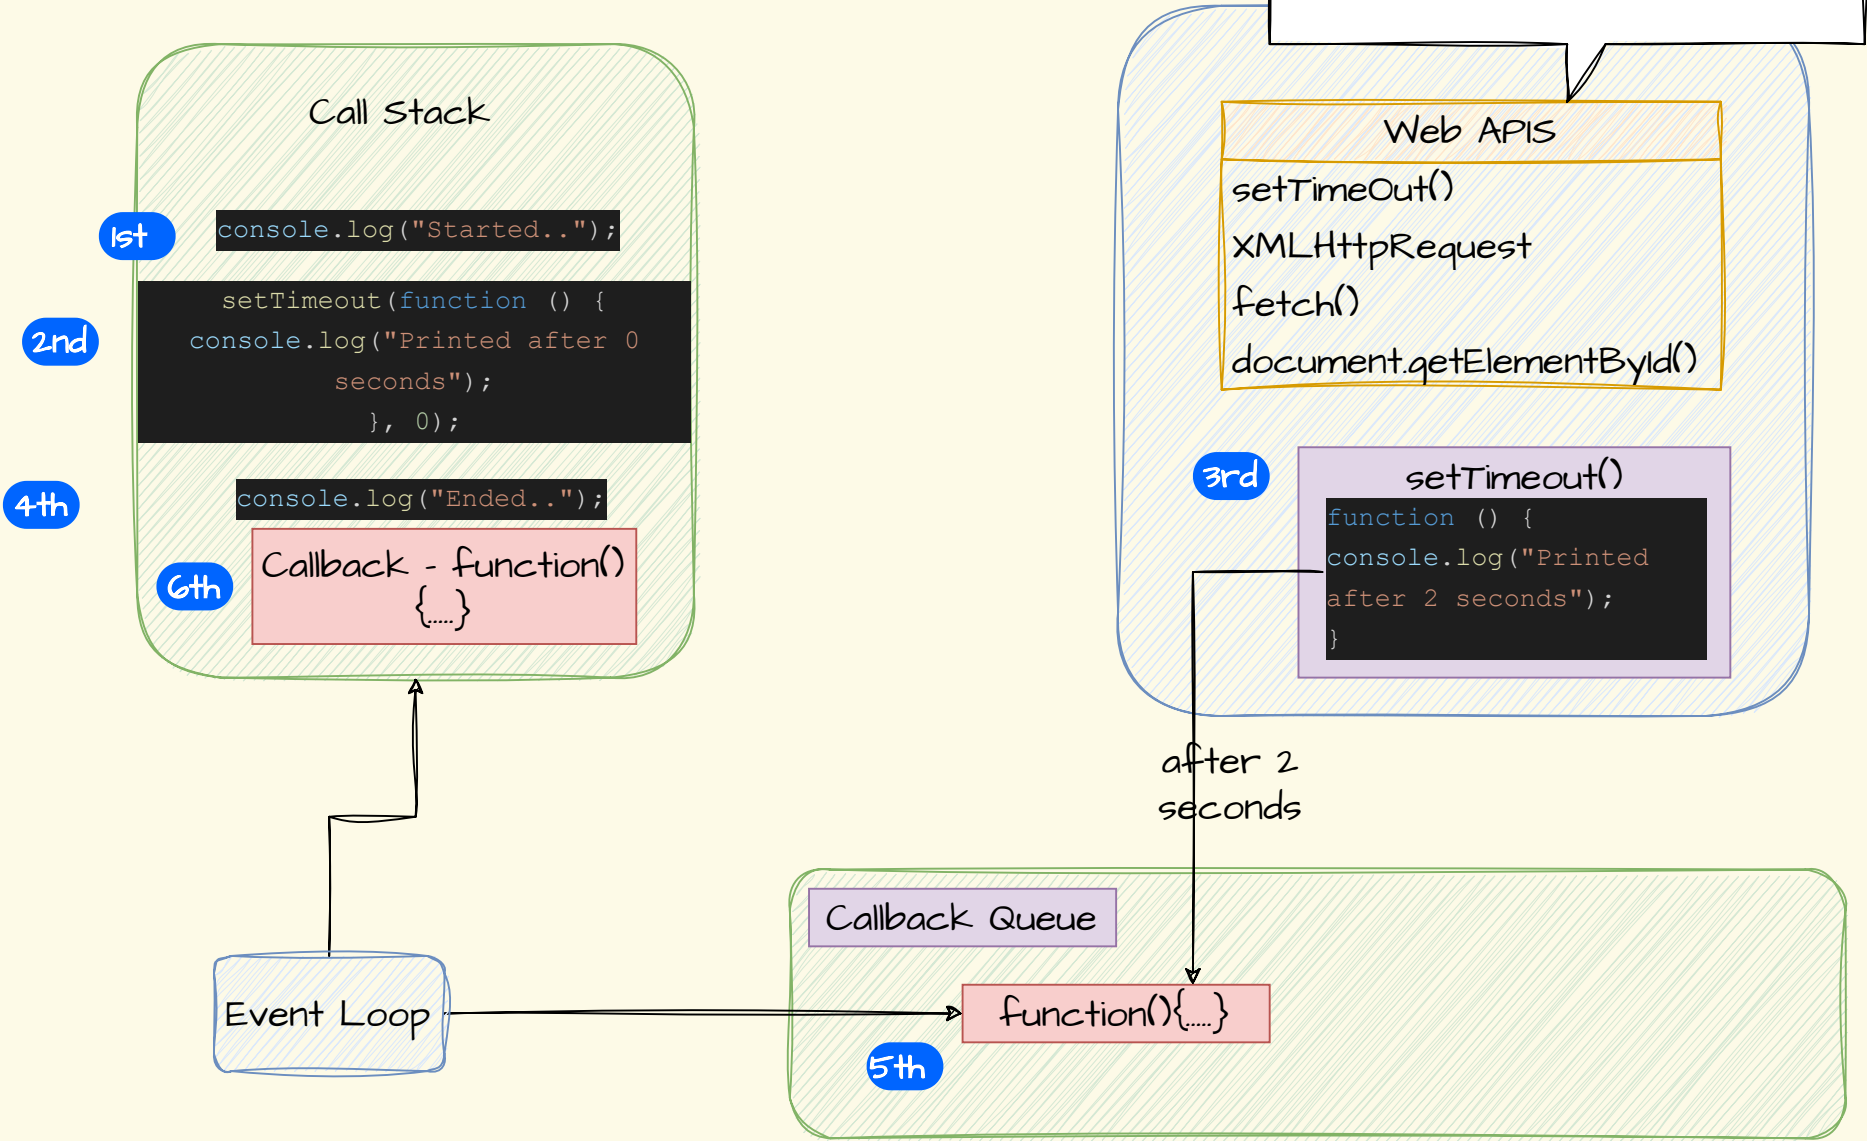 Call Stack
1st
console.log("Started..");
2nd
setTimeout(function () {
console.log("Printed after 0
seconds");
}, 0);
4th
console.log("Ended..");
6th
Callback - function()
{.....}
Web APIS
setTimeOut()
XMLHttpRequest
fetch()
document.getElementById()
3rd
setTimeout()
function () {
console.log("Printed
after 2 seconds");
}
after 2
seconds
Event Loop
Callback Queue
function(){.....}
5th